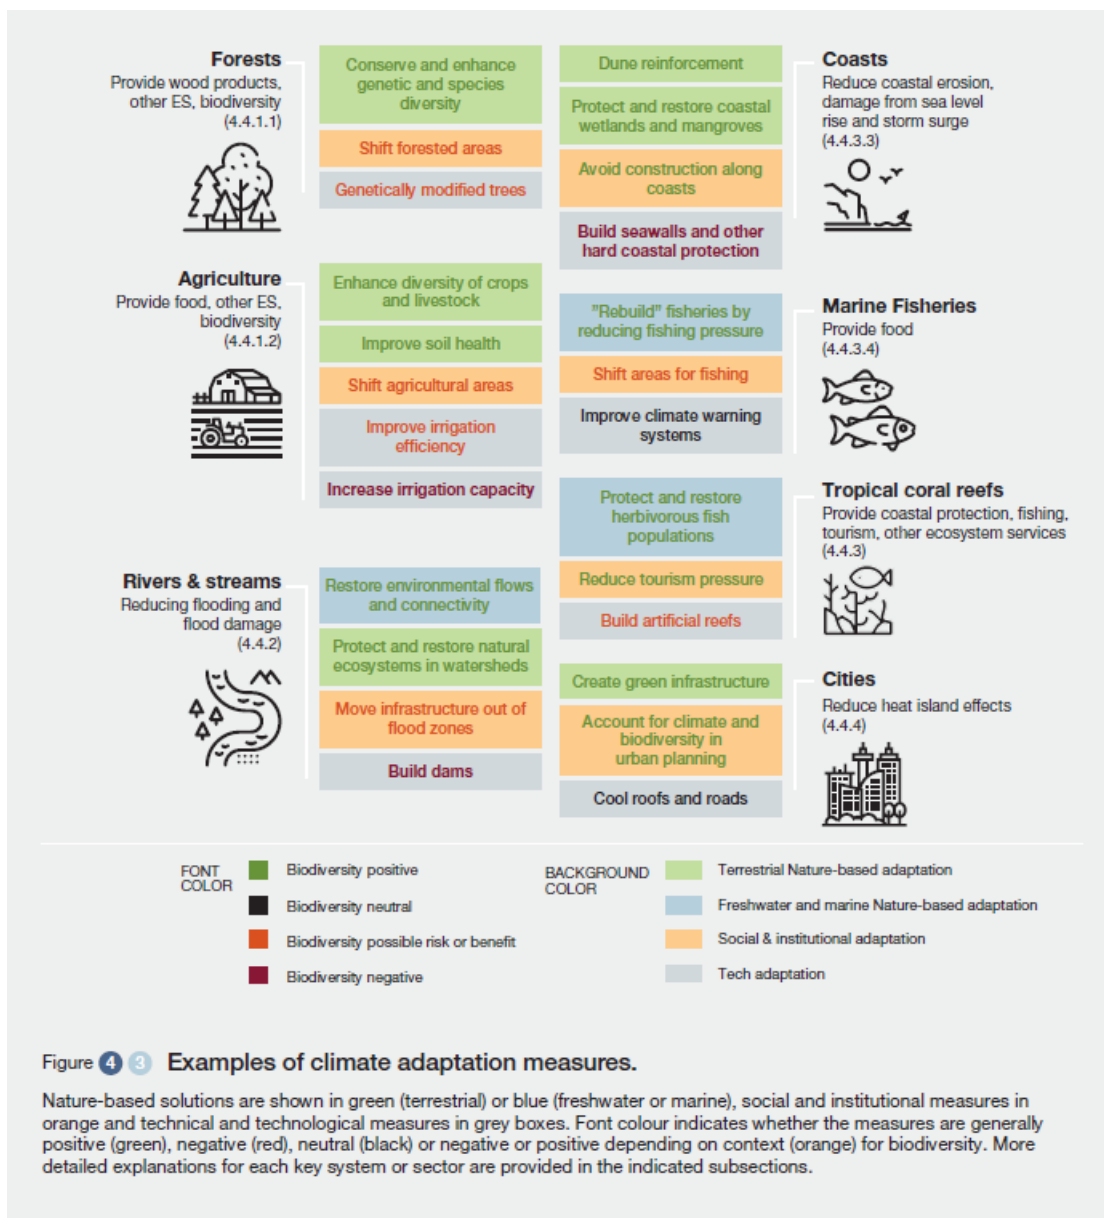 Forests
Provide wood products,
other ES, biodiversity
(4.4.1.1)
Conserve and enhance
genetic and species
diversity
Shift forested areas
Genetically modified trees
Agriculture
Provide food, other ES,
biodiversity
(4.4.1.2)
Enhance diversity of crops
and livestock
Improve soil health
Shift agricultural areas
Improve irrigation
efficiency
Increase irrigation capacity
Rivers & streams
Reducing flooding and
flood damage
(4.4.2)
Restore environmental flows
and connectivity
Protect and restore natural
ecosystems in watersheds
Move infrastructure out of
flood zones
Build dams
Dune reinforcement
Protect and restore coastal
wetlands and mangroves
Avoid construction along
coasts
Build seawalls and other
hard coastal protection
Coasts
Reduce coastal erosion,
damage from sea level
rise and storm surge
(4.4.3.3)
"Rebuild" fisheries by
reducing fishing pressure
Shift areas for fishing
Improve climate warning
systems
Marine Fisheries
Provide food
(4.4.3.4)
Protect and restore
herbivorous fish
populations
Reduce tourism pressure
Build artificial reefs
Tropical coral reefs
Provide coastal protection, fishing,
tourism, other ecosystem services
(4.4.3)
Create green infrastructure
Account for climate and
biodiversity in
urban planning
Cool roofs and roads
Cities
Reduce heat island effects
(4.4.4)
FONT
COLOR
Biodiversity positive
Biodiversity neutral
Biodiversity possible risk or benefit
Biodiversity negative
BACKGROUND
COLOR
Terrestrial Nature-based adaptation
Freshwater and marine Nature-based adaptation
Social & institutional adaptation
Tech adaptation
Figure 4 3 Examples of climate adaptation measures.
Nature-based solutions are shown in green (terrestrial) or blue (freshwater or marine), social and institutional measures in
orange and technical and technological measures in grey boxes. Font colour indicates whether the measures are generally
positive (green), negative (red), neutral (black) or negative or positive depending on context (orange) for biodiversity. More
detailed explanations for each key system or sector are provided in the indicated subsections.